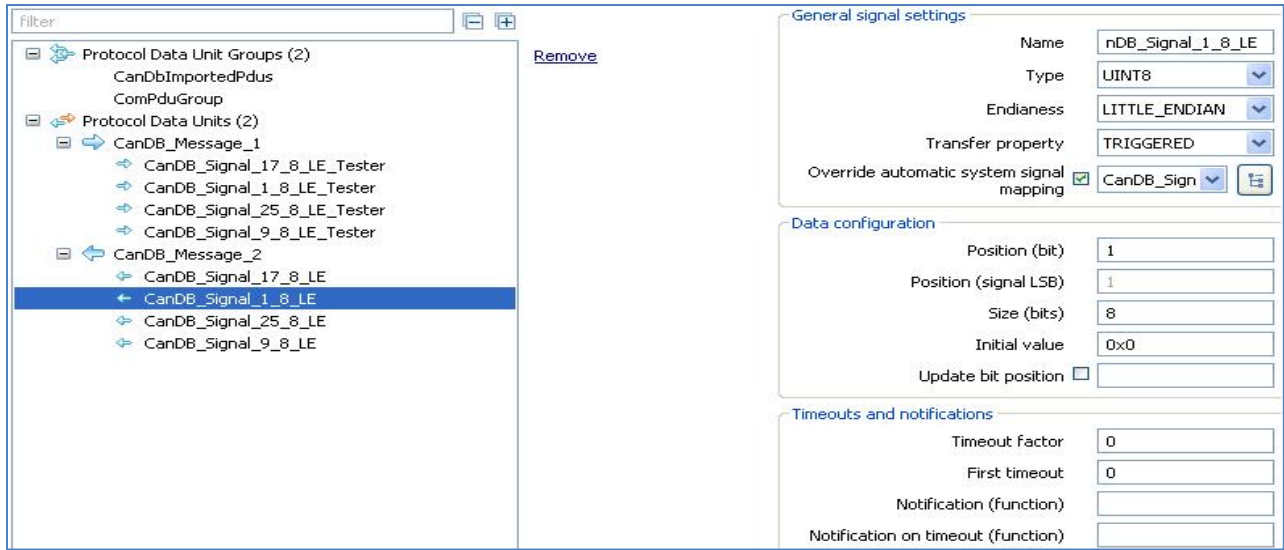 filter
Protocol Data Unit Groups (2)
CanDbImportedPdus
ComPduGroup
Protocol Data Units (2)
CanDB_Message_1
CanDB_Signal_17_8_LE_Tester
CanDB_Signal_1_8_LE_Tester
CanDB_Signal_25_8_LE_Tester
CanDB_Signal_9_8_LE_Tester
CanDB_Message_2
CanDB_Signal_17_8_LE
CanDB_Signal_1_8_LE
CanDB_Signal_25_8_LE
CanDB_Signal_9_8_LE
Remove
General signal settings
Name nDB_Signal_1_8_LE
Type UINT8
Endianess LITTLE_ENDIAN
Transfer property TRIGGERED
Override automatic system signal
mapping CanDB_Sign
Data configuration
Position (bit) 1
Position (signal LSB) 1
Size (bits) 8
Initial value 0x0
Update bit position
Timeouts and notifications
Timeout factor 0
First timeout 0
Notification (function)
Notification on timeout (function)